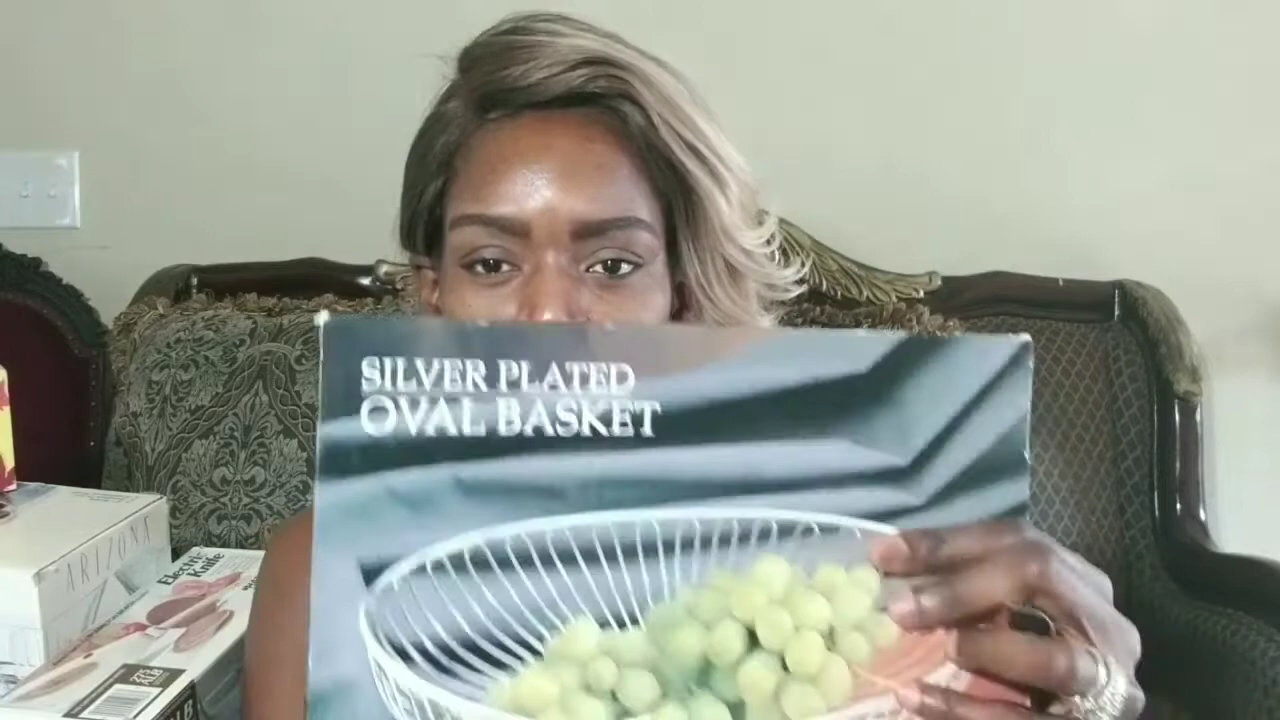 SILVER PLATED
OVAL BASKET
ARIZONA
Electric
Knife